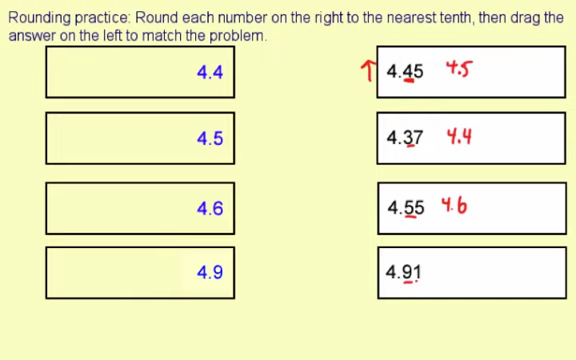 Rounding practice: Round each number on the right to the nearest tenth, then drag the
answer on the left to match the problem.
4.4 ↑ 4.45 4.5
4.5 4.37 4.4
4.6 4.55 4.6
4.9 4.91